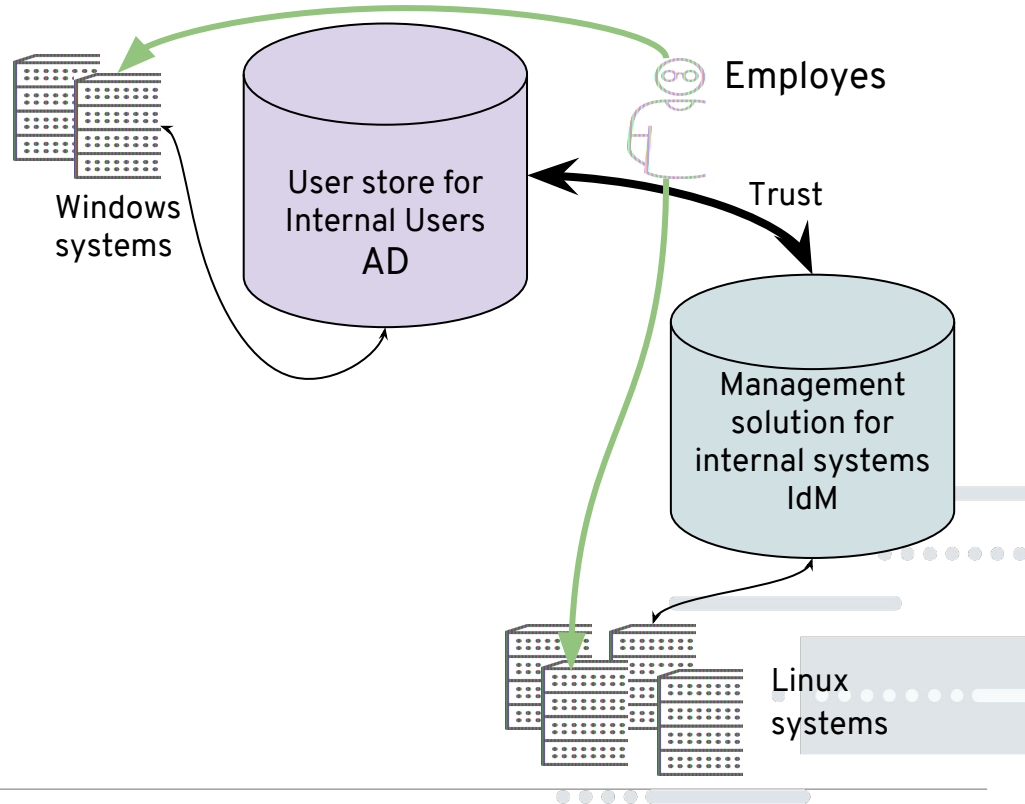 Employes
Windows
systems
User store for
Internal Users
AD
Trust
Management
solution for
internal systems
IdM
Linux
systems